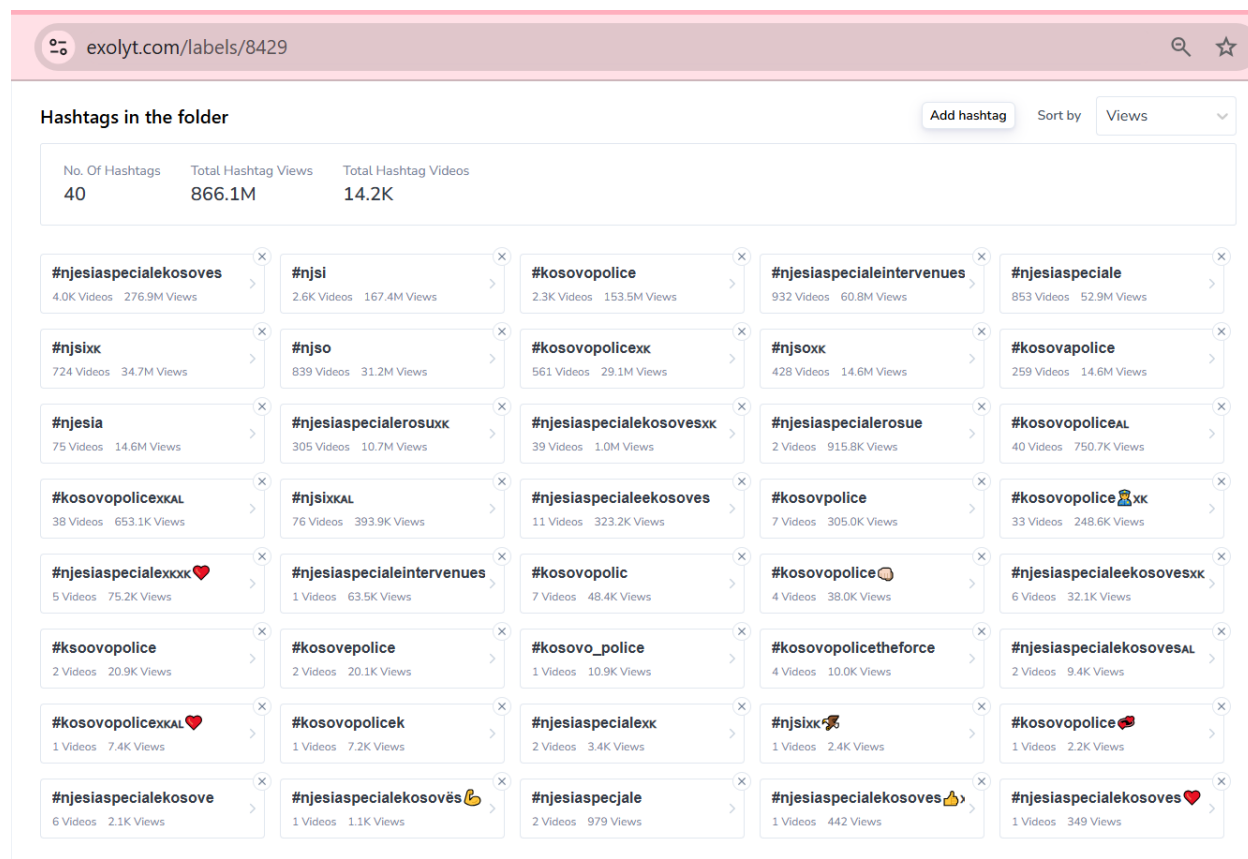 exolyt.com/labels/8429
Hashtags in the folder
Add hashtag
Sort by
Views
No. Of Hashtags Total Hashtag Views Total Hashtag Videos
40 866.1M 14.2K
#njesiaspecialekosoves #njsi #kosovopolice #njesiaspecialeintervenues #njesiaspeciale
4.0K Videos 276.9M Views 2.6K Videos 167.4M Views 2.3K Videos 153.5M Views 932 Videos 60.8M Views 853 Videos 52.9M Views
#njsiXK #njso #kosovopoliceXK #njsoXK #kosovapolice
724 Videos 34.7M Views 839 Videos 31.2M Views 561 Videos 29.1M Views 428 Videos 14.6M Views 259 Videos 14.6M Views
#njesia #njesiaspecialerosuXK #njesiaspecialekosovesXK #njesiaspecialerosue #kosovopoliceAL
75 Videos 14.6M Views 305 Videos 10.7M Views 39 Videos 1.0M Views 2 Videos 915.8K Views 40 Videos 750.7K Views
#kosovopoliceXKAL #njsiXKAL #njesiaspecialeekosoves #kosovpolice #kosovopolice👮XK
38 Videos 653.1K Views 76 Videos 393.9K Views 11 Videos 323.2K Views 7 Videos 305.0K Views 33 Videos 248.6K Views
#njesiaspecialeXKXK❤️ #njesiaspecialeintervenues #kosovopolic #kosovopolice👊🏻 #njesiaspecialeekosovesXK
5 Videos 75.2K Views 1 Videos 63.5K Views 7 Videos 48.4K Views 4 Videos 38.0K Views 6 Videos 32.1K Views
#ksoovopolice #kosovepolice #kosovo_police #kosovopolicetheforce #njesiaspecialekosovesAL
2 Videos 20.9K Views 2 Videos 20.1K Views 1 Videos 10.9K Views 4 Videos 10.0K Views 2 Videos 9.4K Views
#kosovopoliceXKAL❤️ #kosovopolicek #njesiaspecialeXK #njsiXK🦅 #kosovopolice💞
1 Videos 7.4K Views 1 Videos 7.2K Views 2 Videos 3.4K Views 1 Videos 2.4K Views 1 Videos 2.2K Views
#njesiaspecialekosove #njesiaspecialekosovës💪 #njesiaspecjale #njesiaspecialekosoves👍 #njesiaspecialekosoves❤️
6 Videos 2.1K Views 1 Videos 1.1K Views 2 Videos 979 Views 1 Videos 442 Views 1 Videos 349 Views